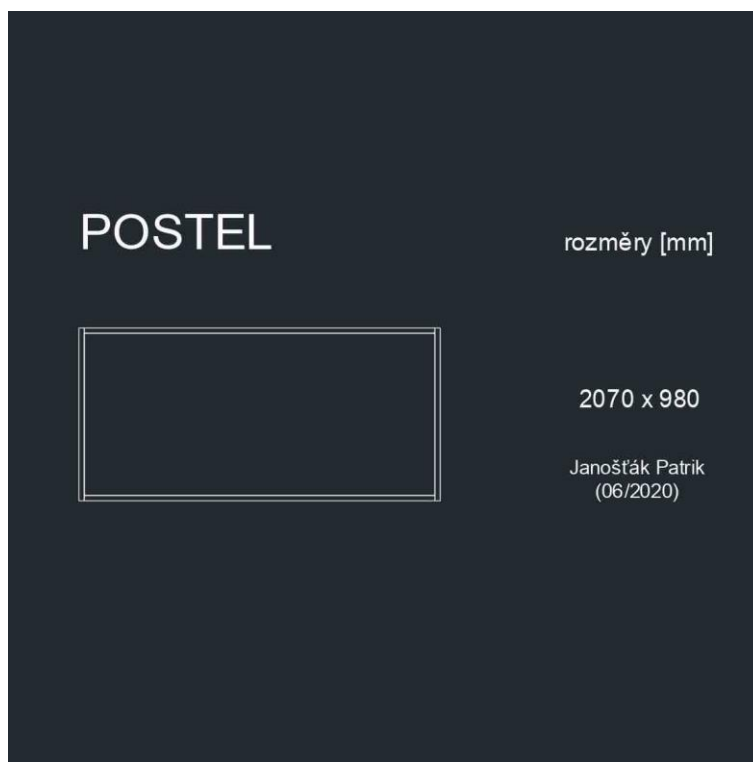 POSTEL
rozměry [mm]
2070 x 980
Janošťák Patrik
(06/2020)